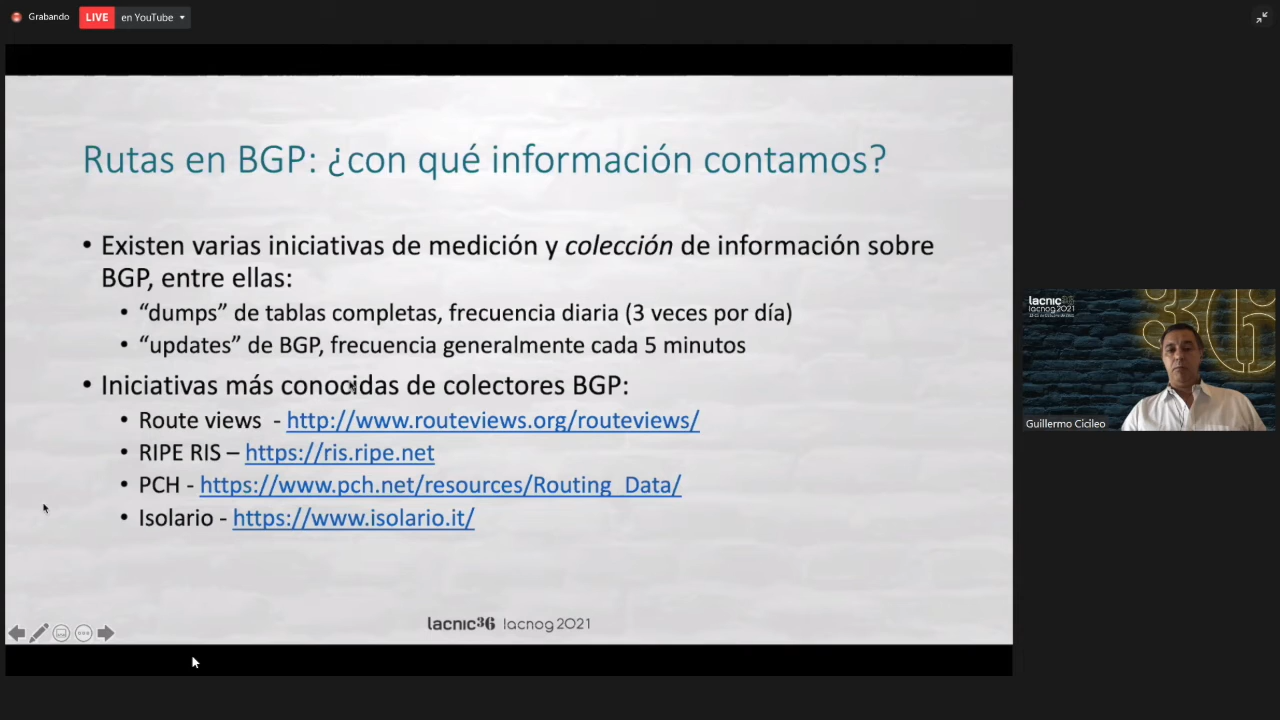 Grabando
LIVE
en YouTube
Rutas en BGP: ¿con qué información contamos?
• Existen varias iniciativas de medición y colección de información sobre
BGP, entre ellas:
• “dumps” de tablas completas, frecuencia diaria (3 veces por día)
• “updates” de BGP, frecuencia generalmente cada 5 minutos
• Iniciativas más conocidas de colectores BGP:
• Route views - http://www.routeviews.org/routeviews/
• RIPE RIS – https://ris.ripe.net
• PCH - https://www.pch.net/resources/Routing_Data/
• Isolario - https://www.isolario.it/
lacnic36 lacnog2021
lacnic36
lacnog2021
36
Guillermo Cicileo